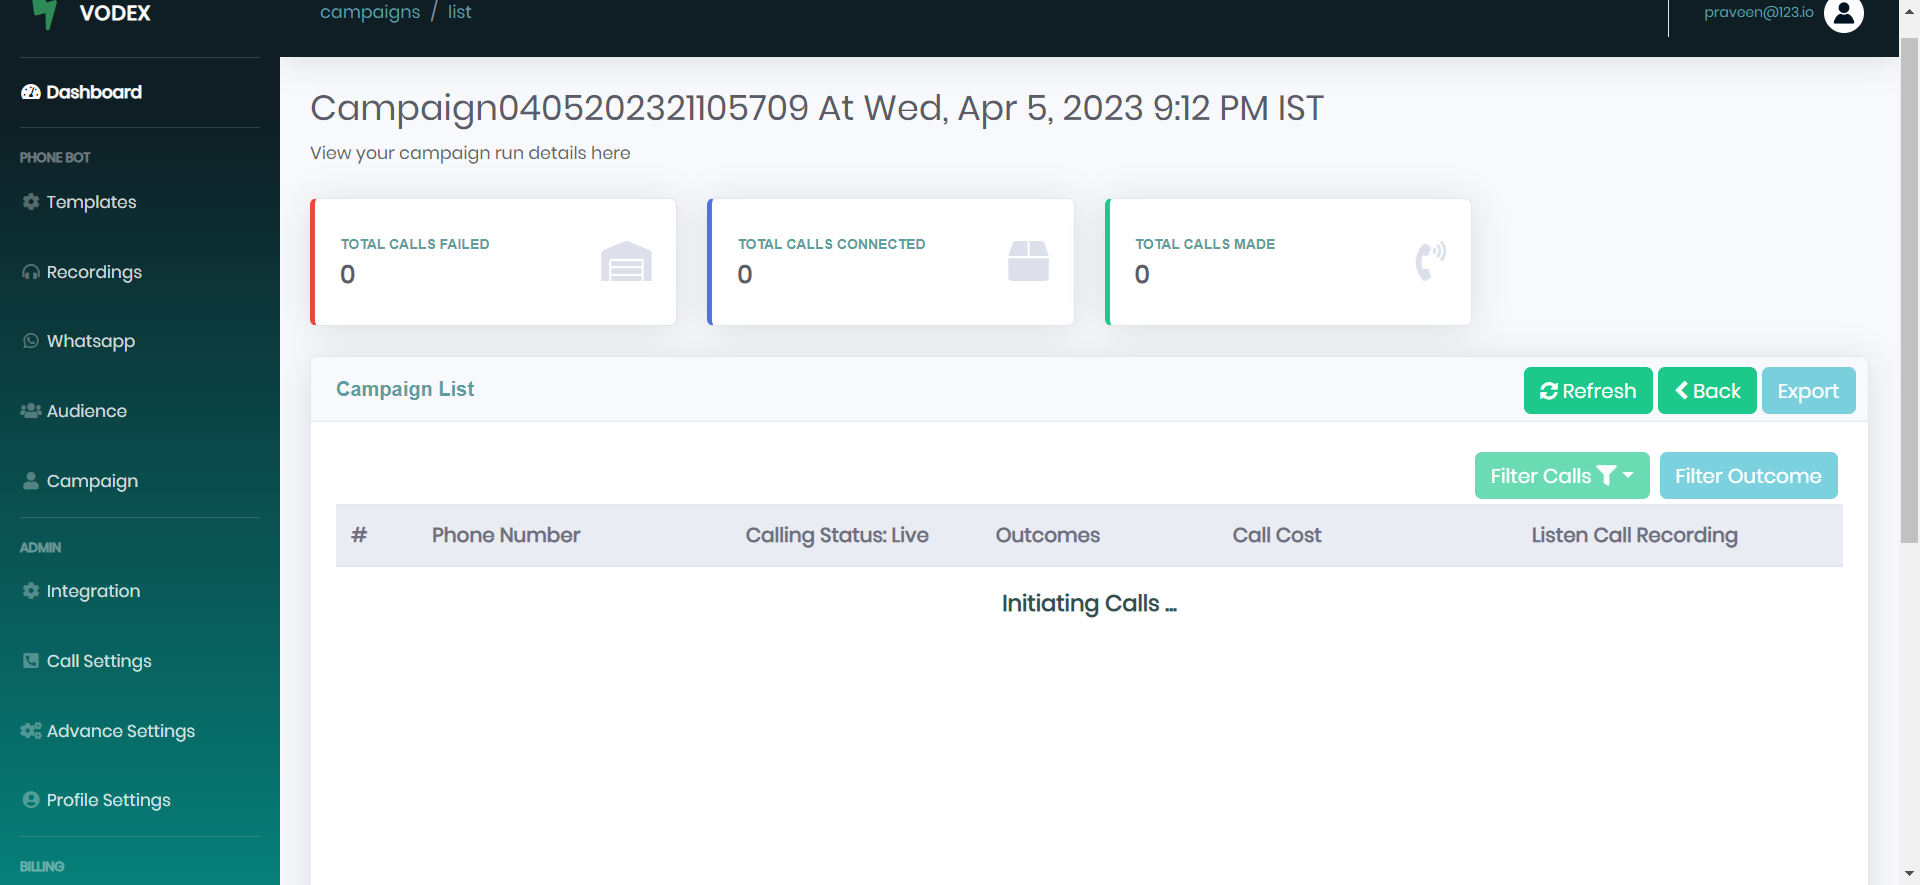 VODEX
campaigns / list
praveen@123.io
Dashboard
PHONE BOT
Templates
Recordings
Whatsapp
Audience
Campaign
ADMIN
Integration
Call Settings
Advance Settings
Profile Settings
BILLING
Campaign0405202321105709 At Wed, Apr 5, 2023 9:12 PM IST
View your campaign run details here
TOTAL CALLS FAILED
0
TOTAL CALLS CONNECTED
0
TOTAL CALLS MADE
0
Campaign List
Refresh Back Export
Filter Calls Filter Outcome
# Phone Number Calling Status: Live Outcomes Call Cost Listen Call Recording
Initiating Calls ...